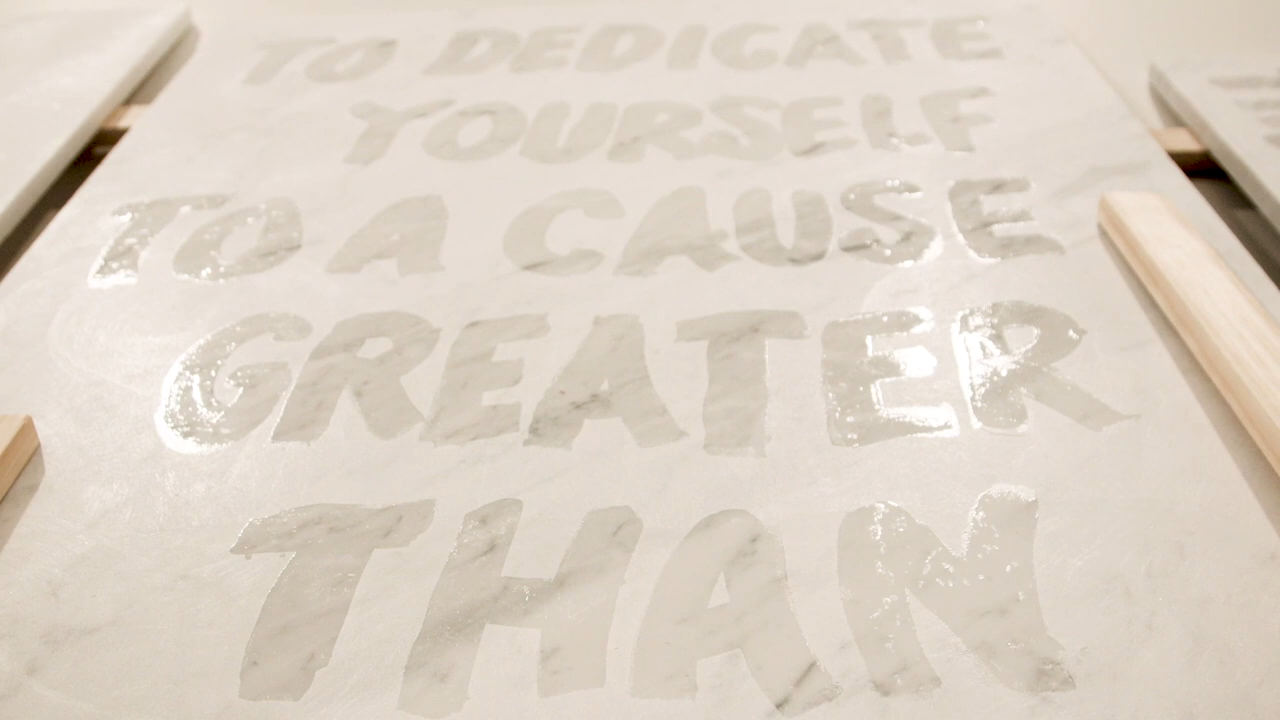 TO DEDICATE
YOURSELF
TO A CAUSE
GREATER
THAN